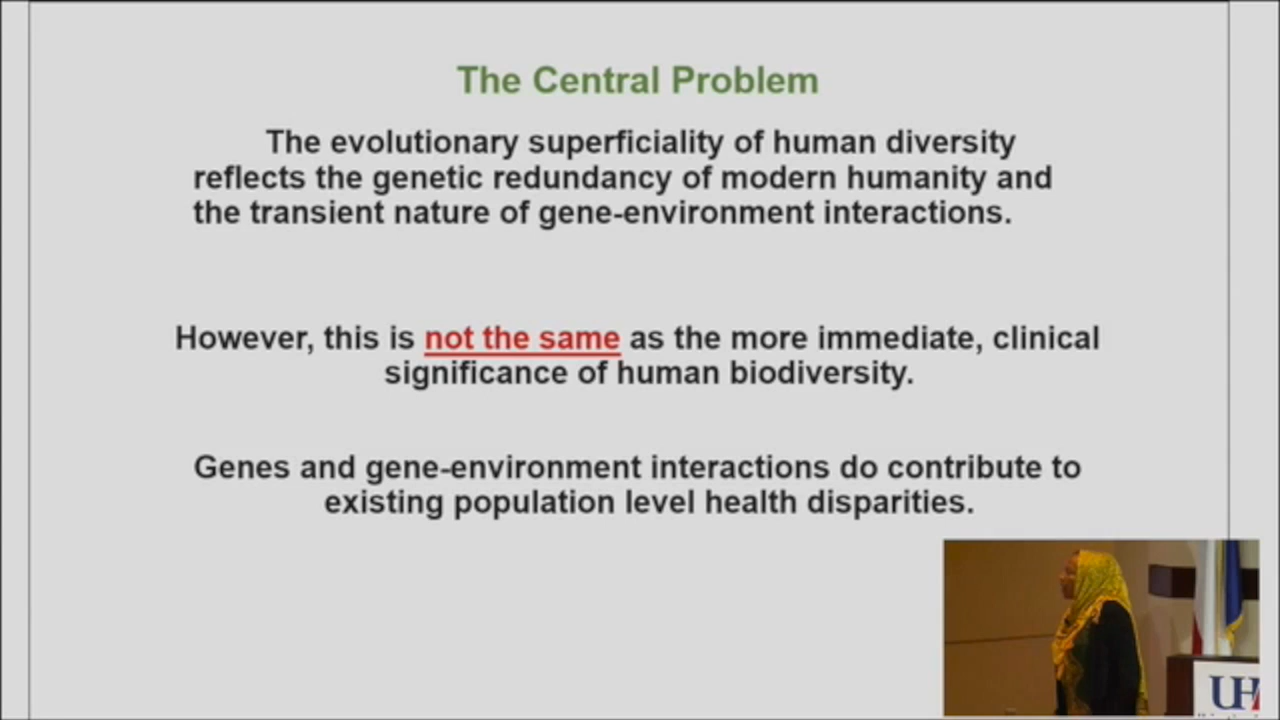 The Central Problem
The evolutionary superficiality of human diversity
reflects the genetic redundancy of modern humanity and
the transient nature of gene-environment interactions.
However, this is not the same as the more immediate, clinical
significance of human biodiversity.
Genes and gene-environment interactions do contribute to
existing population level health disparities.
UH